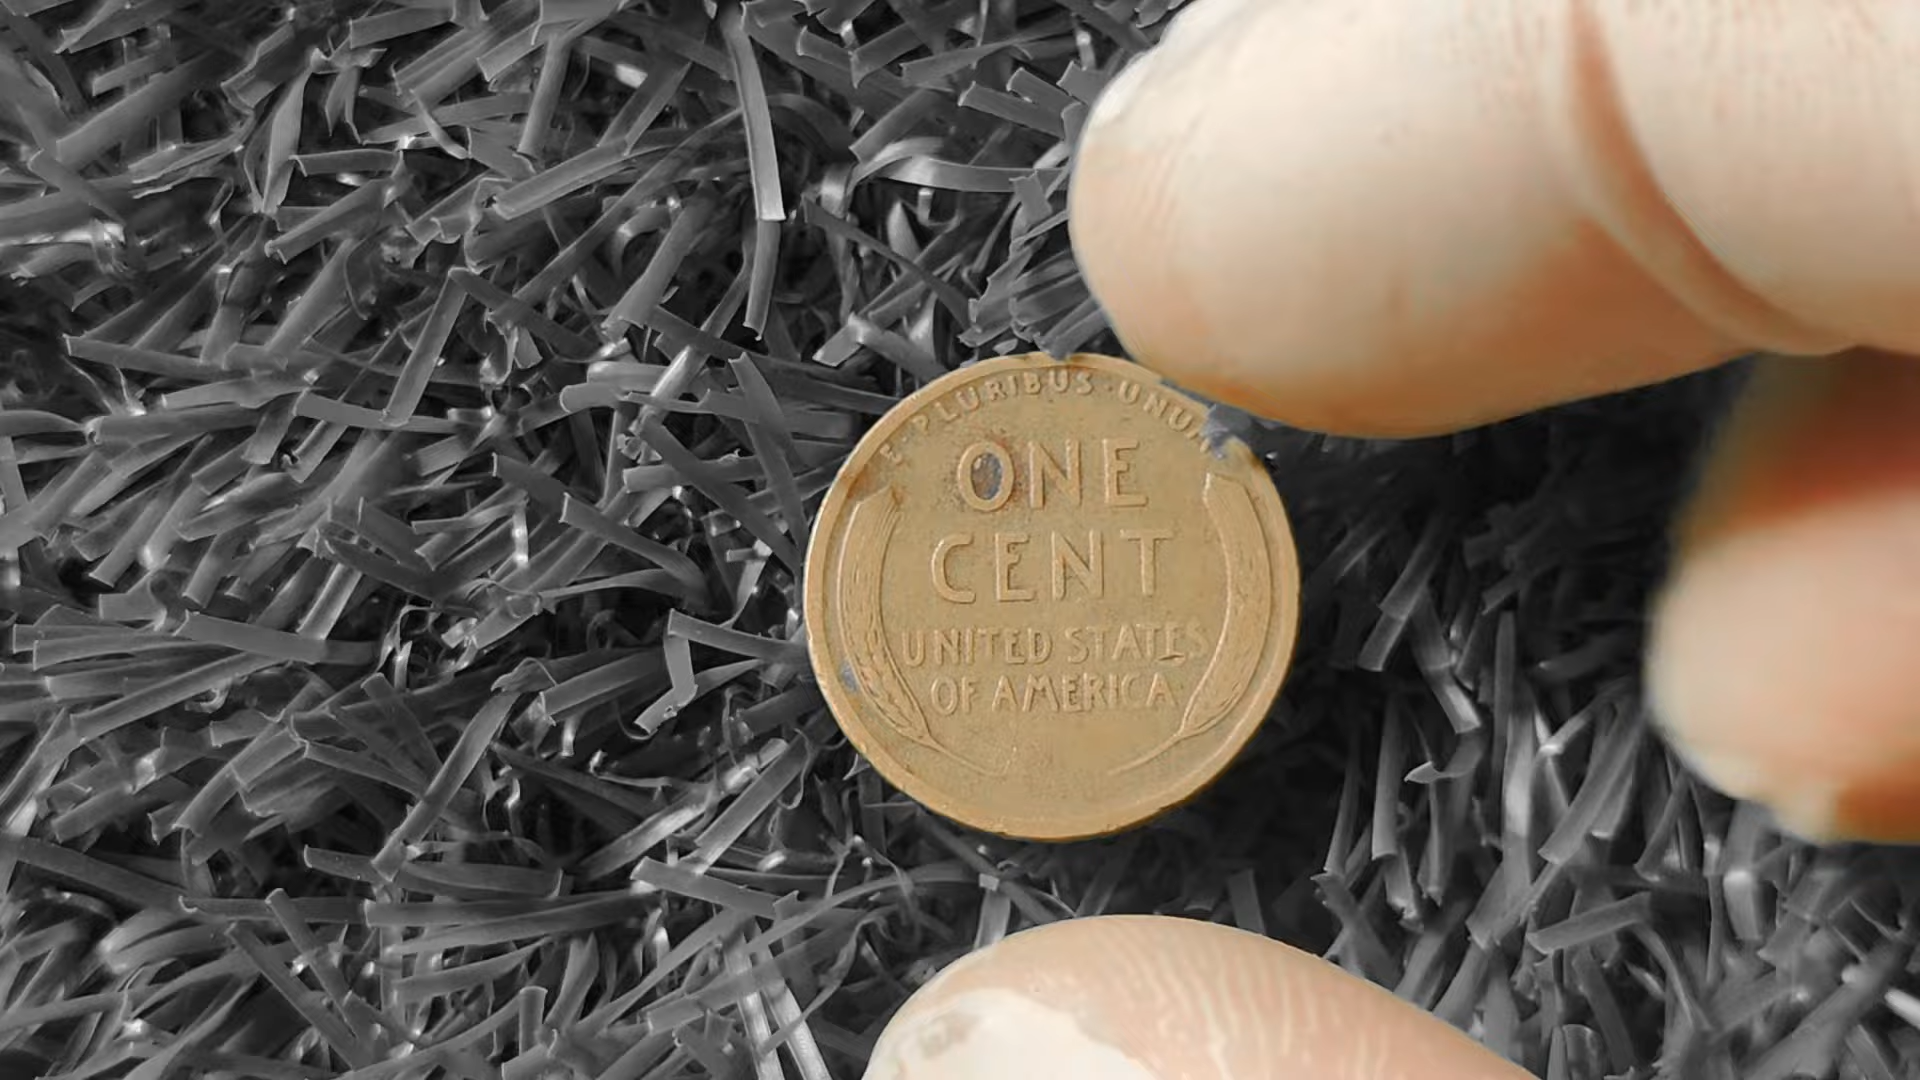 E · PLURIBUS · UNUM
ONE
CENT
UNITED STATES
OF AMERICA